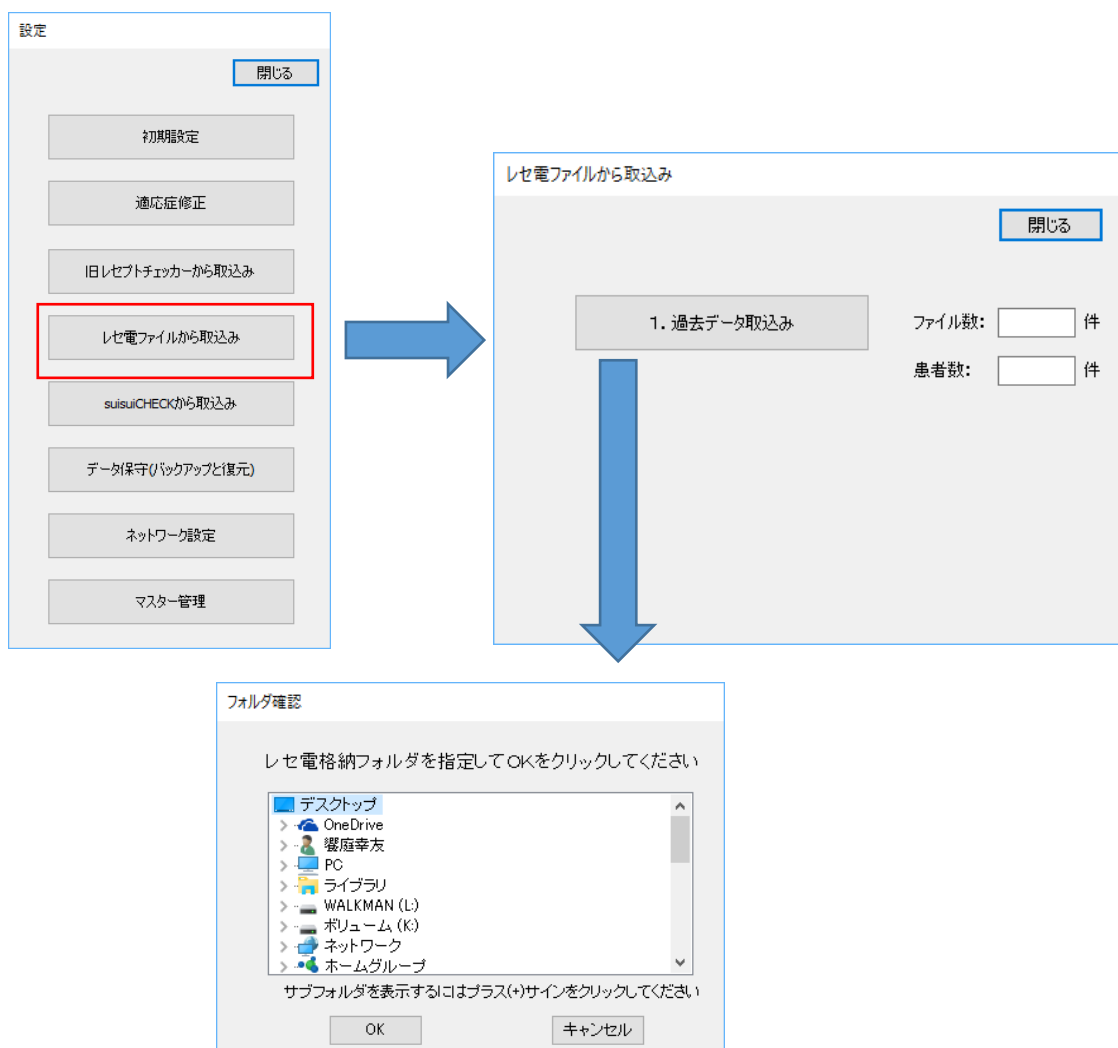 設定
閉じる
初期設定
適応症修正
旧レセプトチェッカーから取込み
レセ電ファイルから取込み
suisuiCHECKから取込み
データ保守(バックアップと復元)
ネットワーク設定
マスター管理
レセ電ファイルから取込み
閉じる
1. 過去データ取込み
ファイル数: 件
患者数: 件
フォルダ確認
レセ電格納フォルダを指定してOKをクリックしてください
デスクトップ
OneDrive
饗庭幸友
PC
ライブラリ
WALKMAN (L:)
ボリューム (K:)
ネットワーク
ホームグループ
サブフォルダを表示するにはプラス(+)サインをクリックしてください
OK キャンセル